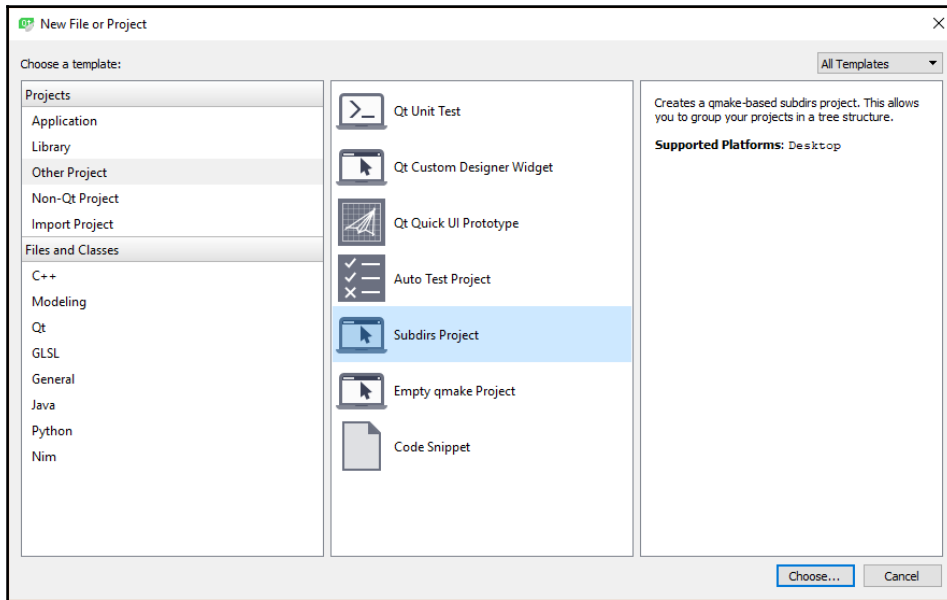 New File or Project
Choose a template:
All Templates
Projects
Application
Library
Other Project
Non-Qt Project
Import Project
Files and Classes
C++
Modeling
Qt
GLSL
General
Java
Python
Nim
Qt Unit Test
Qt Custom Designer Widget
Qt Quick UI Prototype
Auto Test Project
Subdirs Project
Empty qmake Project
Code Snippet
Creates a qmake-based subdirs project. This allows
you to group your projects in a tree structure.
Supported Platforms: Desktop
Choose...
Cancel